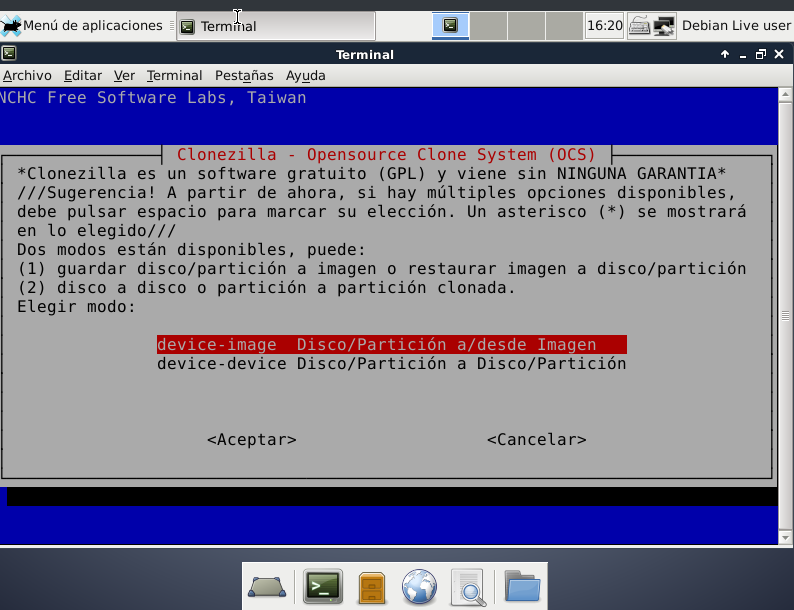 Menú de aplicaciones
Terminal
16:20
Debian Live user
Terminal
Archivo Editar Ver Terminal Pestañas Ayuda
NCHC Free Software Labs, Taiwan
Clonezilla - Opensource Clone System (OCS)
*Clonezilla es un software gratuito (GPL) y viene sin NINGUNA GARANTIA*
///Sugerencia! A partir de ahora, si hay múltiples opciones disponibles,
debe pulsar espacio para marcar su elección. Un asterisco (*) se mostrará
en lo elegido///
Dos modos están disponibles, puede:
(1) guardar disco/partición a imagen o restaurar imagen a disco/partición
(2) disco a disco o partición a partición clonada.
Elegir modo:
device-image Disco/Partición a/desde Imagen
device-device Disco/Partición a Disco/Partición
<Aceptar> <Cancelar>